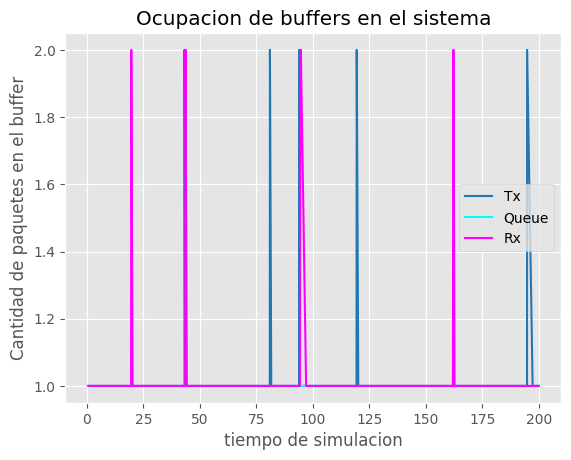 Ocupacion de buffers en el sistema
Cantidad de paquetes en el buffer
2.0
1.8
1.6
1.4
1.2
1.0
Tx
Queue
Rx
0 25 50 75 100 125 150 175 200
tiempo de simulacion